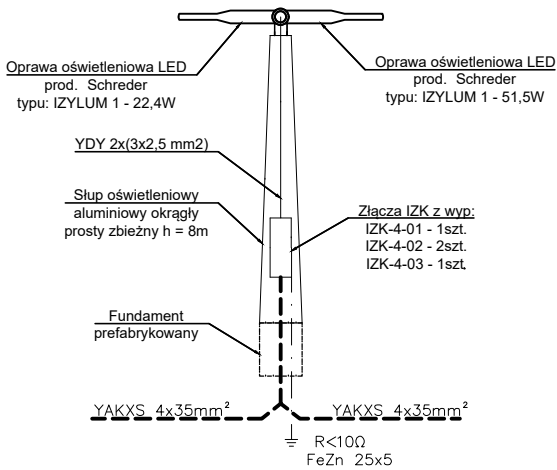 Oprawa oświetleniowa LED
prod. Schreder
typu: IZYLUM 1 - 22,4W
Oprawa oświetleniowa LED
prod. Schreder
typu: IZYLUM 1 - 51,5W
YDY 2x(3x2,5 mm2)
Słup oświetleniowy
aluminiowy okrągły
prosty zbieżny h = 8m
Złącza IZK z wyp:
IZK-4-01 - 1szt.
IZK-4-02 - 2szt.
IZK-4-03 - 1szt.
Fundament
prefabrykowany
YAKXS 4x35mm²
YAKXS 4x35mm²
R<10Ω
FeZn 25x5